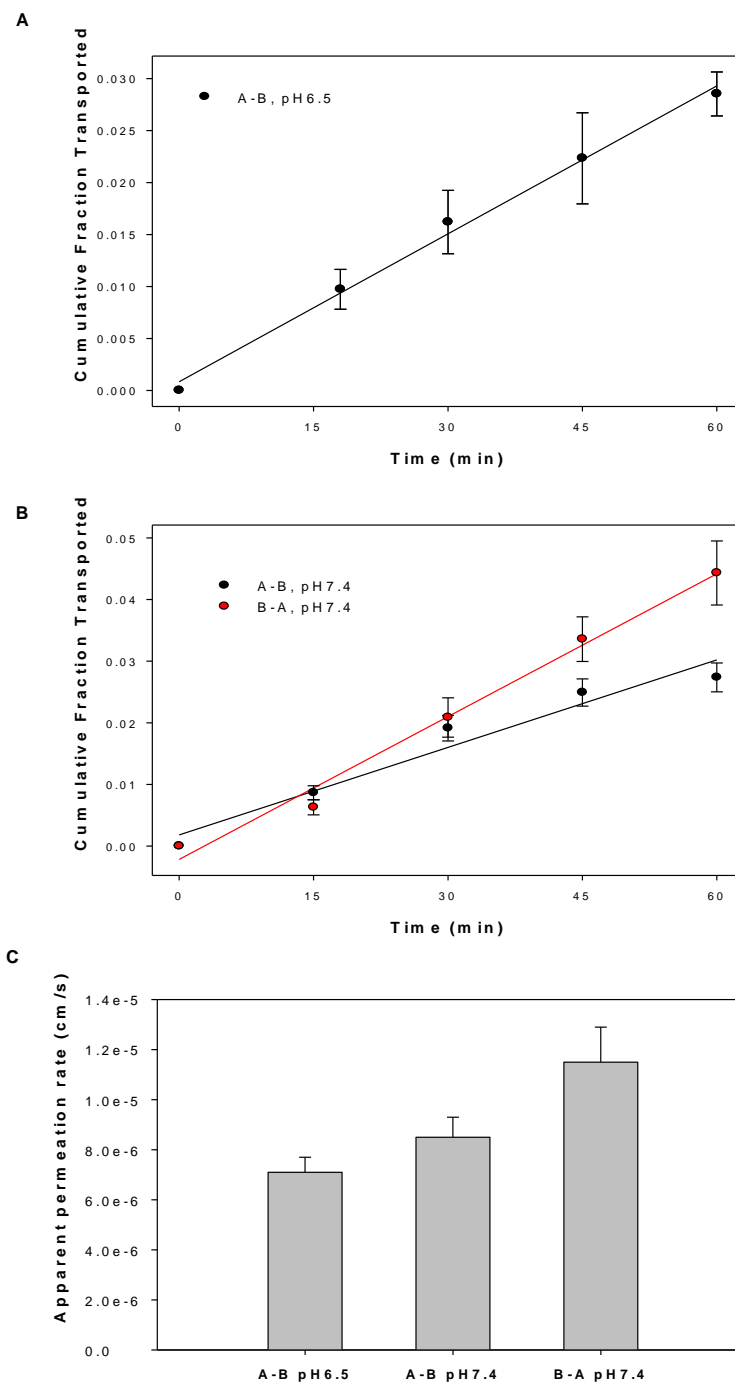 A
Cumulative Fraction Transported
0.030
0.025
0.020
0.015
0.010
0.005
0.000
A-B, pH6.5
0 15 30 45 60
Time (min)
B
Cumulative Fraction Transported
0.05
0.04
0.03
0.02
0.01
0.00
A-B, pH7.4
B-A, pH7.4
0 15 30 45 60
Time (min)
C
Apparent permeation rate (cm/s)
1.4e-5
1.2e-5
1.0e-5
8.0e-6
6.0e-6
4.0e-6
2.0e-6
0.0
A-B pH6.5 A-B pH7.4 B-A pH7.4